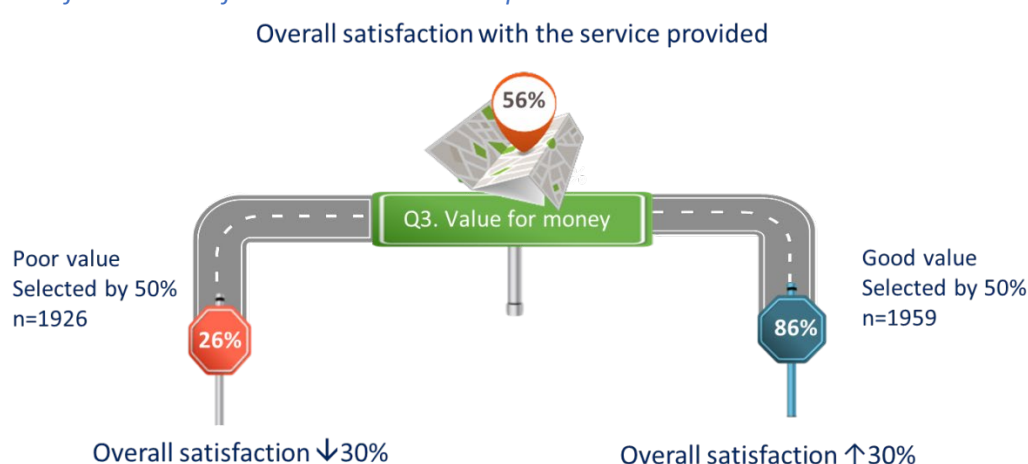 Overall satisfaction with the service provided
56%
Q3. Value for money
Poor value
Selected by 50%
n=1926
26%
Good value
Selected by 50%
n=1959
86%
Overall satisfaction ↓30%
Overall satisfaction ↑30%